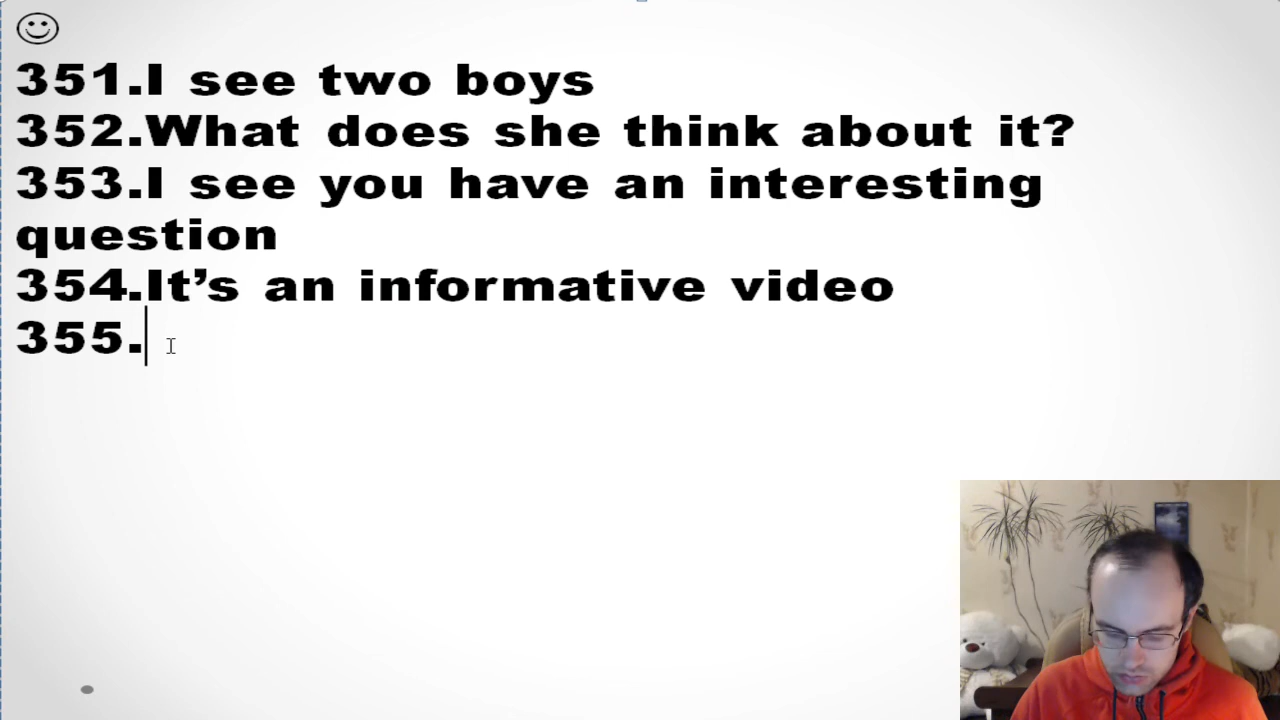 351.I see two boys
352.What does she think about it?
353.I see you have an interesting
question
354.It’s an informative video
355.